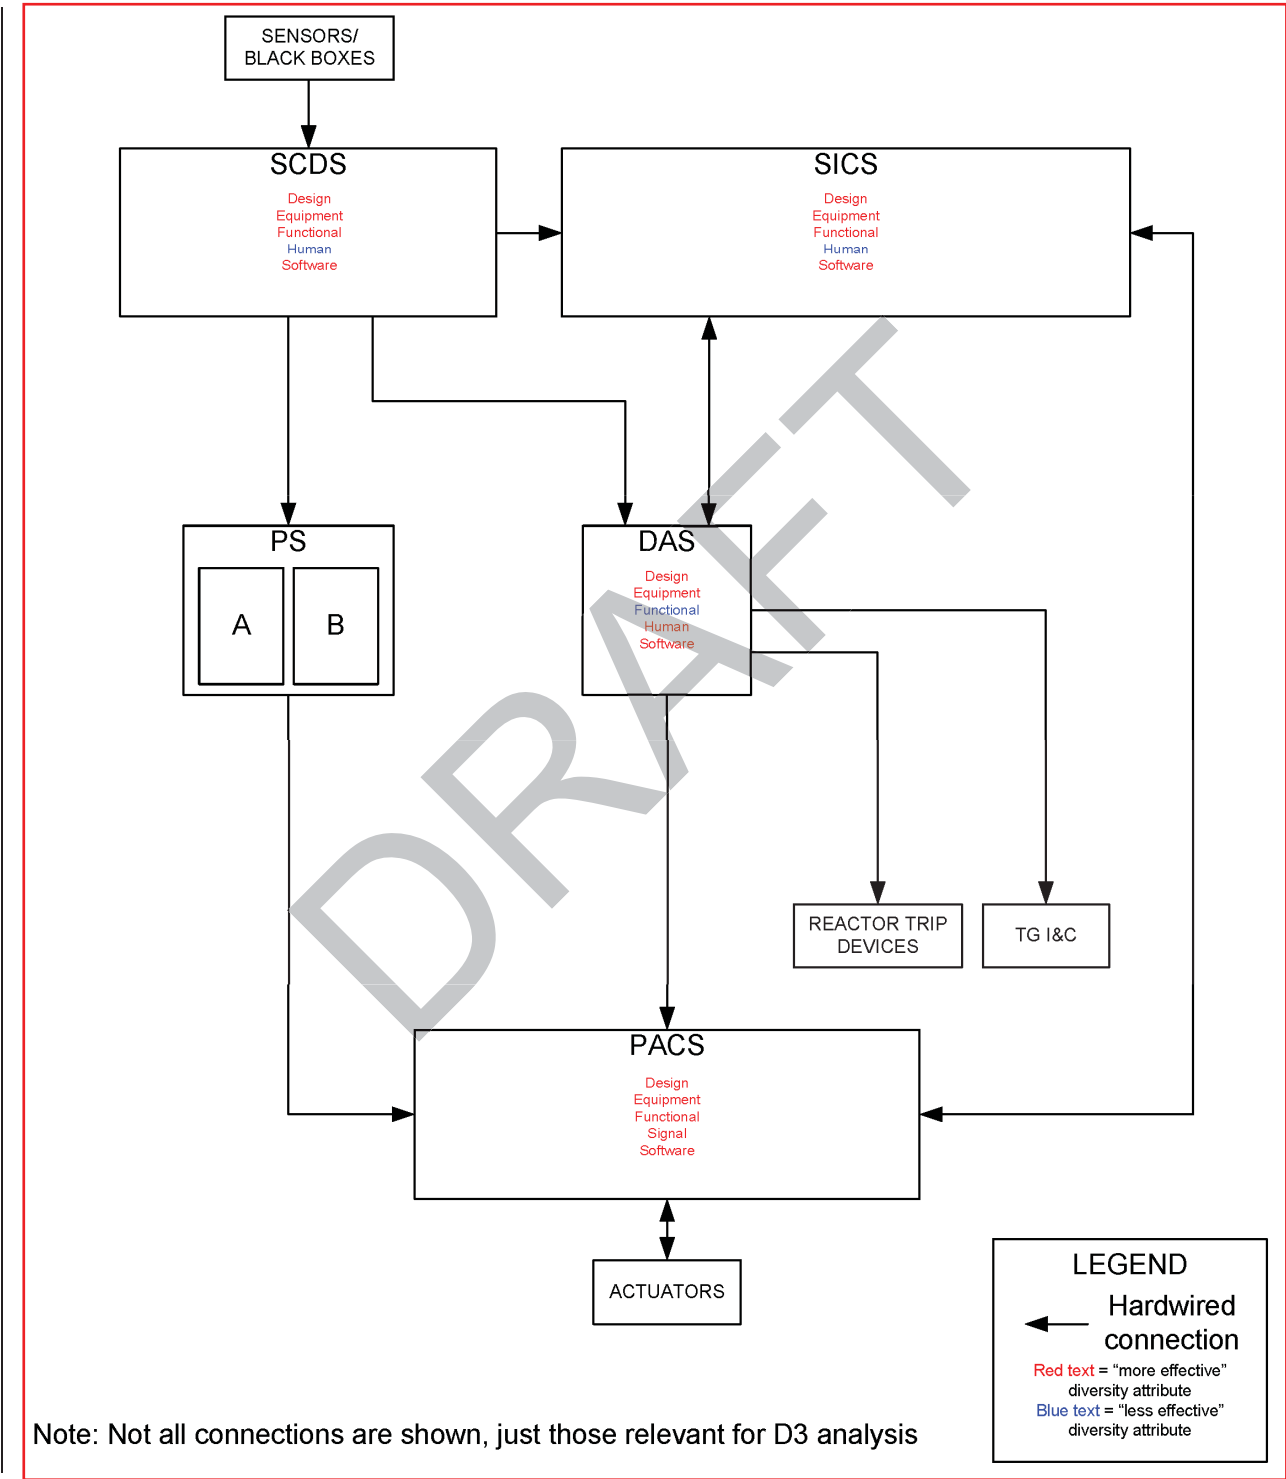 SENSORS/
BLACK BOXES
SCDS
Design
Equipment
Functional
Human
Software
SICS
Design
Equipment
Functional
Human
Software
PS
A
B
DAS
Design
Equipment
Functional
Human
Software
DRAFT
REACTOR TRIP
DEVICES
TG I&C
PACS
Design
Equipment
Functional
Signal
Software
ACTUATORS
LEGEND
Hardwired
connection
Red text = “more effective”
diversity attribute
Blue text = “less effective”
diversity attribute
Note: Not all connections are shown, just those relevant for D3 analysis